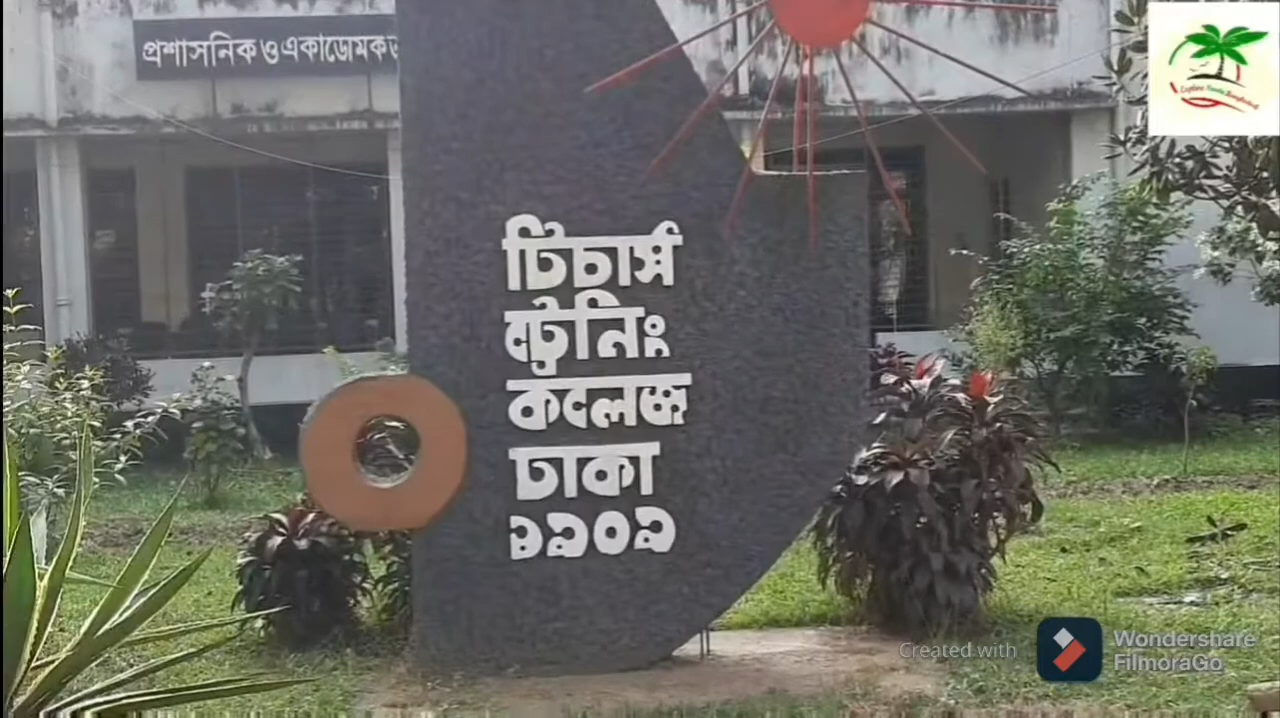 প্রশাসনিক ও একাডেমিক
টিচার্স
ট্রেনিং
কলেজ
ঢাকা
১৯০৯
Created with
Wondershare
FilmoraGo